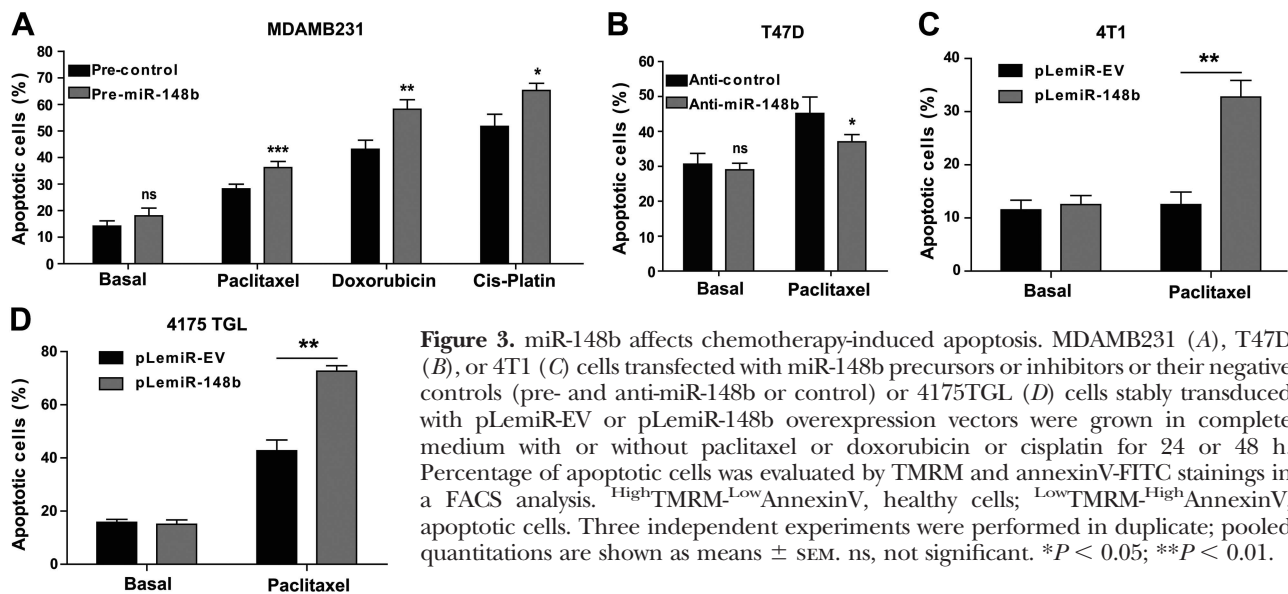 A
MDAMB231
Apoptotic cells (%)
80
70
60
50
40
30
20
10
0
Pre-control
Pre-miR-148b
ns
***
**
*
Basal Paclitaxel Doxorubicin Cis-Platin
B
T47D
Apoptotic cells (%)
60
50
40
30
20
10
0
Anti-control
Anti-miR-148b
ns
*
Basal Paclitaxel
C
4T1
Apoptotic cells (%)
40
30
20
10
0
pLemiR-EV
pLemiR-148b
**
Basal Paclitaxel
D
4175 TGL
Apoptotic cells (%)
80
60
40
20
0
pLemiR-EV
pLemiR-148b
**
Basal Paclitaxel
Figure 3. miR-148b affects chemotherapy-induced apoptosis. MDAMB231 (A), T47D
(B), or 4T1 (C) cells transfected with miR-148b precursors or inhibitors or their negative
controls (pre- and anti-miR-148b or control) or 4175TGL (D) cells stably transduced
with pLemiR-EV or pLemiR-148b overexpression vectors were grown in complete
medium with or without paclitaxel or doxorubicin or cisplatin for 24 or 48 h.
Percentage of apoptotic cells was evaluated by TMRM and annexinV-FITC stainings in
a FACS analysis. HighTMRM-LowAnnexinV, healthy cells; LowTMRM-HighAnnexinV,
apoptotic cells. Three independent experiments were performed in duplicate; pooled
quantitations are shown as means ± SEM. ns, not significant. *P < 0.05; **P < 0.01.